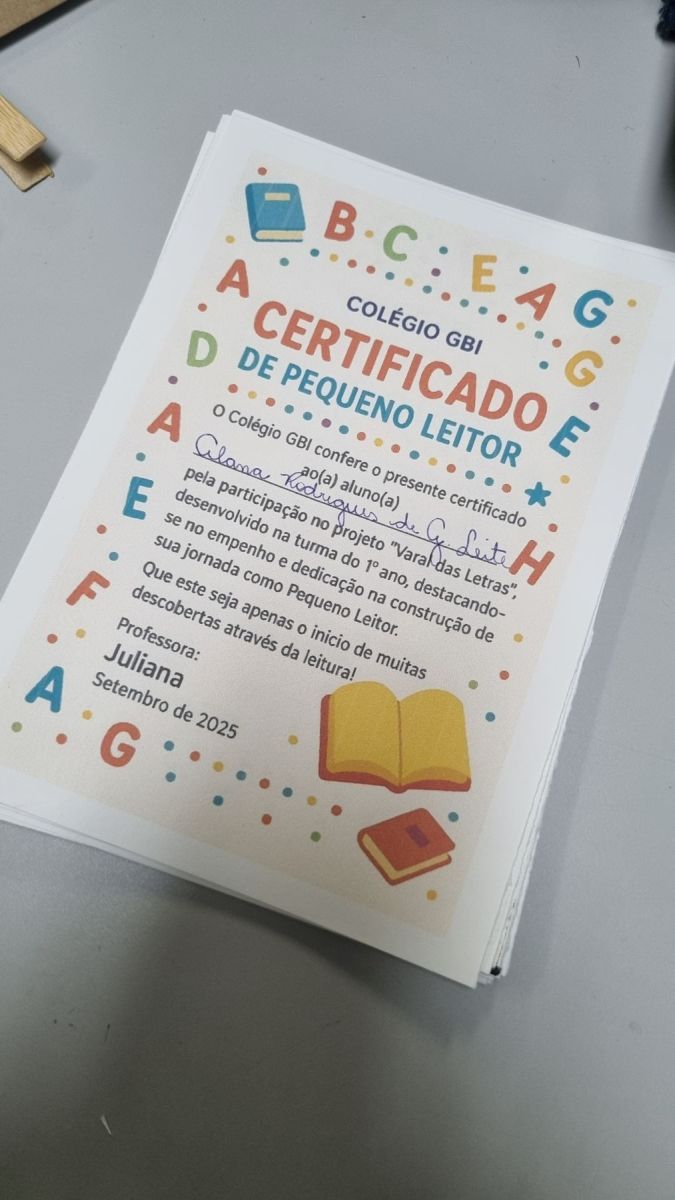 B C E A G
A
G
COLÉGIO GBI
CERTIFICADO
D
DE PEQUENO LEITOR
E
A
O Colégio GBI confere o presente certificado
ao(a) aluno(a)
Alana Rodrigues de G. Leite
E
H
pela participação no projeto "Varal das Letras",
desenvolvido na turma do 1º ano, destacando-
se no empenho e dedicação na construção de
sua jornada como Pequeno Leitor.
F
Que este seja apenas o início de muitas
descobertas através da leitura!
Professora:
Juliana
Setembro de 2025
A
G